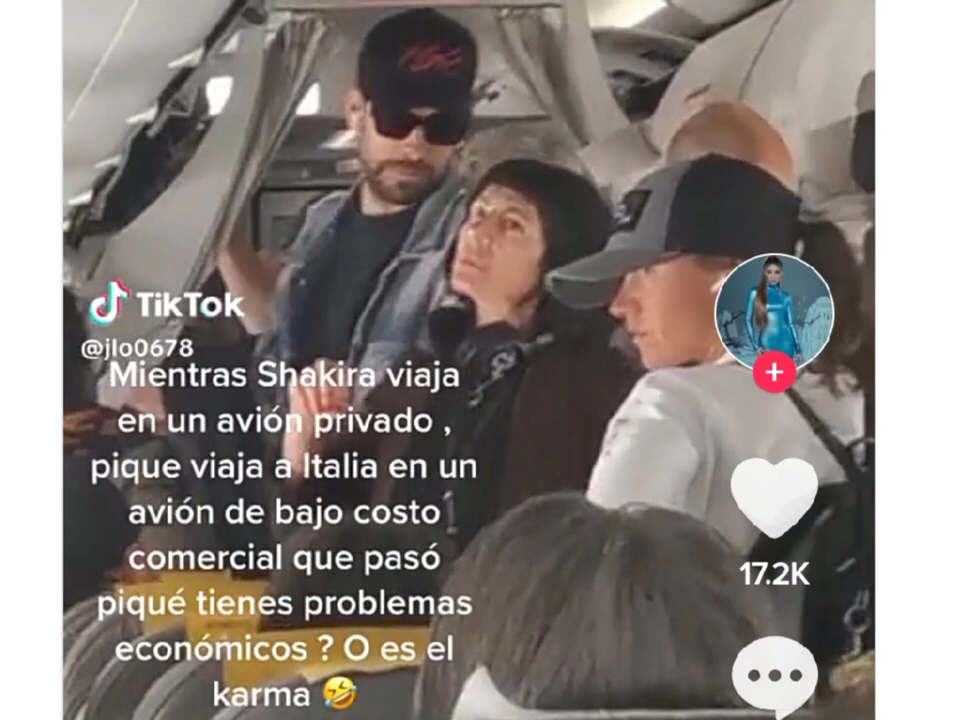 TikTok
@jlo0678
Mientras Shakira viaja
en un avión privado ,
pique viaja a Italia en un
avión de bajo costo
comercial que pasó
piqué tienes problemas
económicos ? O es el
karma 🤣
17.2K